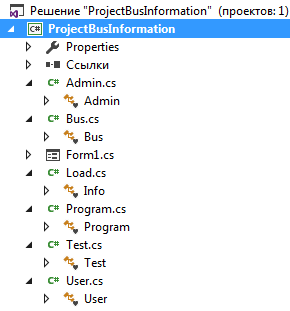 Решение "ProjectBusInformation" (проектов: 1)
C# ProjectBusInformation
Properties
Ссылки
C# Admin.cs
Admin
C# Bus.cs
Bus
Form1.cs
C# Load.cs
Info
C# Program.cs
Program
C# Test.cs
Test
C# User.cs
User